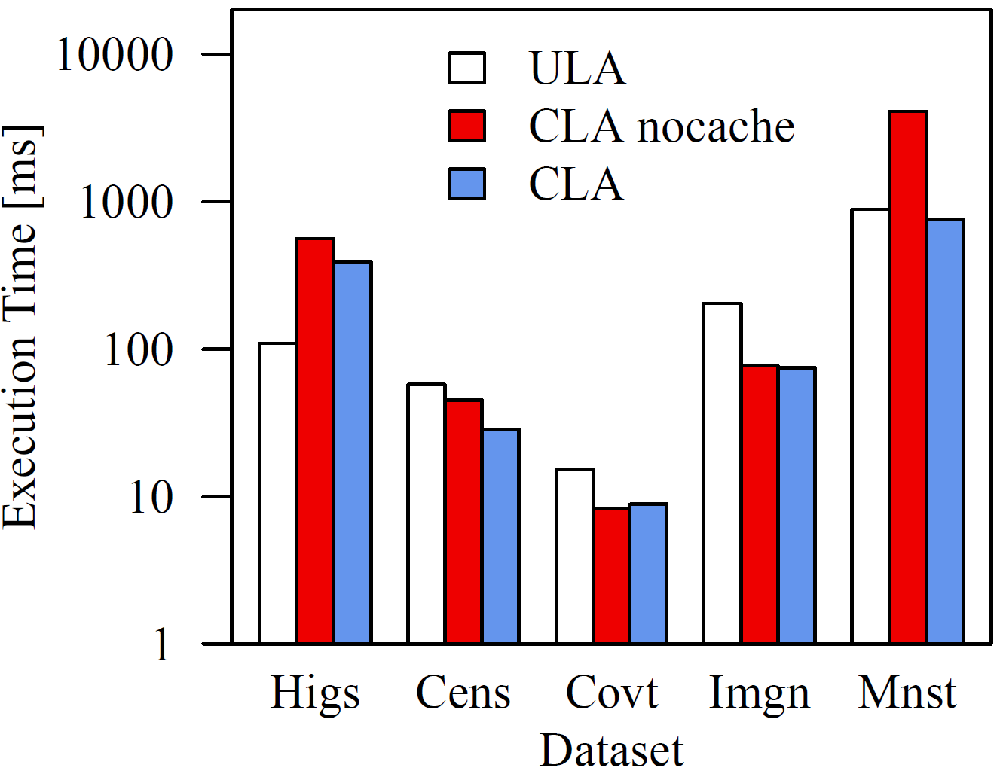 Execution Time [ms]
10000
1000
100
10
1
ULA
CLA nocache
CLA
Higs
Cens
Covt
Imgn
Mnst
Dataset